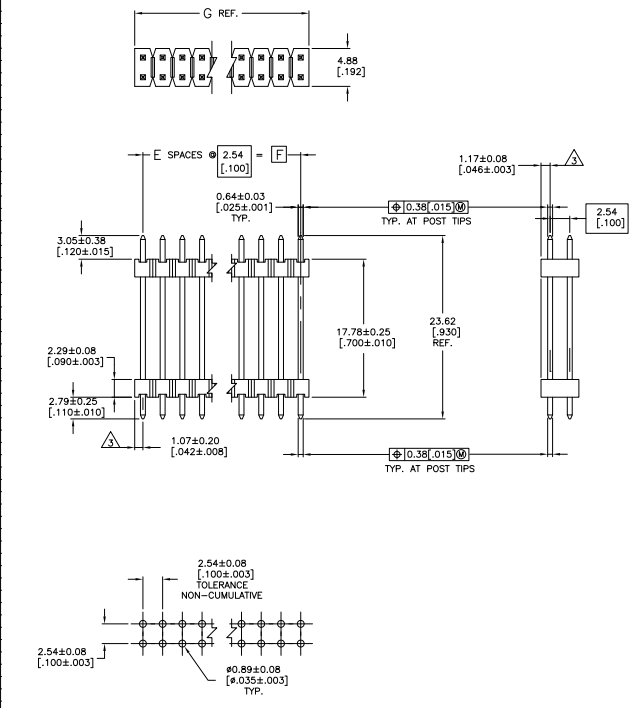 G REF.
4.88
[.192]
E SPACES @ 2.54 = F
[.100]
1.17±0.08
[.046±.003]
3
0.64±0.03
[.025±.001]
TYP.
⌖ 0.38[.015]Ⓜ
TYP. AT POST TIPS
2.54
[.100]
3.05±0.38
[.120±.015]
17.78±0.25
[.700±.010]
23.62
[.930]
REF.
2.29±0.08
[.090±.003]
2.79±0.25
[.110±.010]
3
1.07±0.20
[.042±.008]
⌖ 0.38[.015]Ⓜ
TYP. AT POST TIPS
2.54±0.08
[.100±.003]
TOLERANCE
NON-CUMULATIVE
2.54±0.08
[.100±.003]
ø0.89±0.08
[ø.035±.003]
TYP.